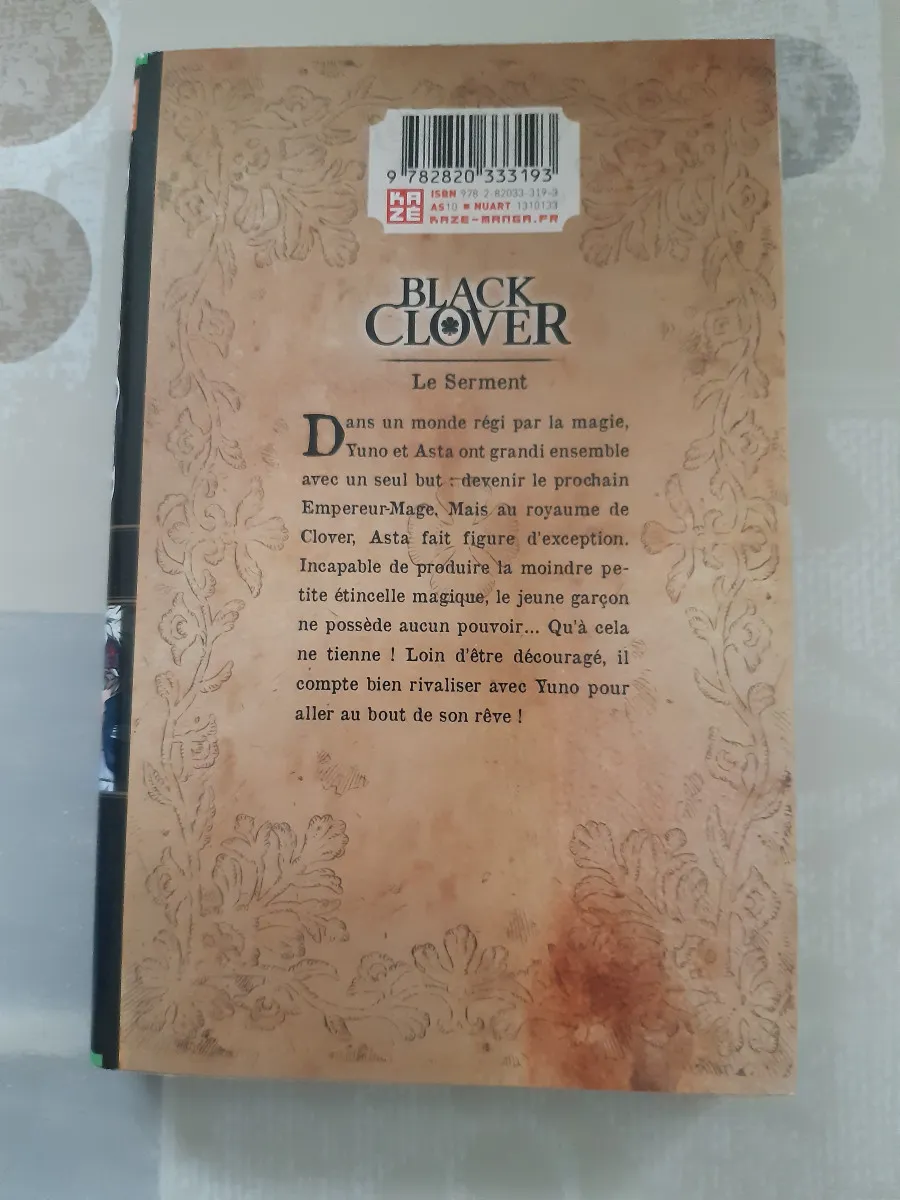 9 782820 333193
KAZÉ
ISBN 978-2-82033-319-3
AS10 ■ NUART 1310133
KAZE-MANGA.FR
BLACK
CLOVER
Le Serment
Dans un monde régi par la magie,
Yuno et Asta ont grandi ensemble
avec un seul but : devenir le prochain
Empereur-Mage. Mais au royaume de
Clover, Asta fait figure d'exception.
Incapable de produire la moindre pe-
tite étincelle magique, le jeune garçon
ne possède aucun pouvoir... Qu'à cela
ne tienne ! Loin d'être découragé, il
compte bien rivaliser avec Yuno pour
aller au bout de son rêve !